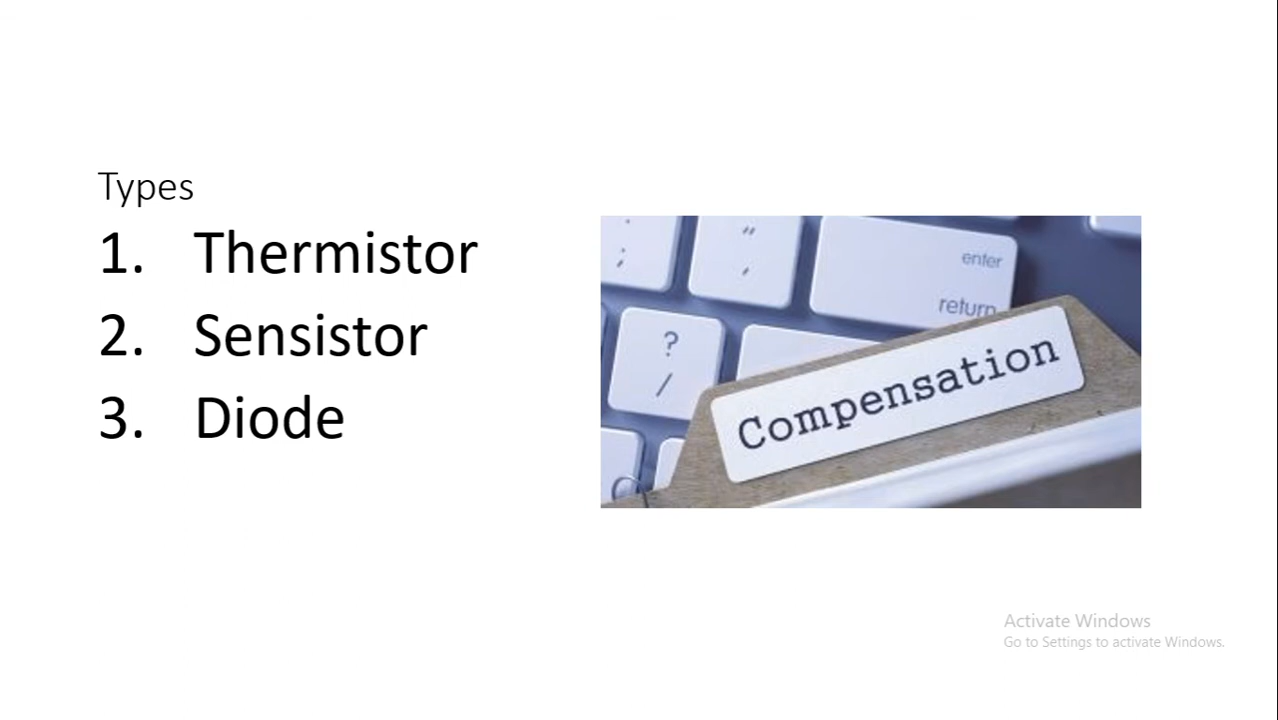 Types
1. Thermistor
2. Sensistor
3. Diode
; 
" '
enter
return
?
/
Compensation
Activate Windows
Go to Settings to activate Windows.